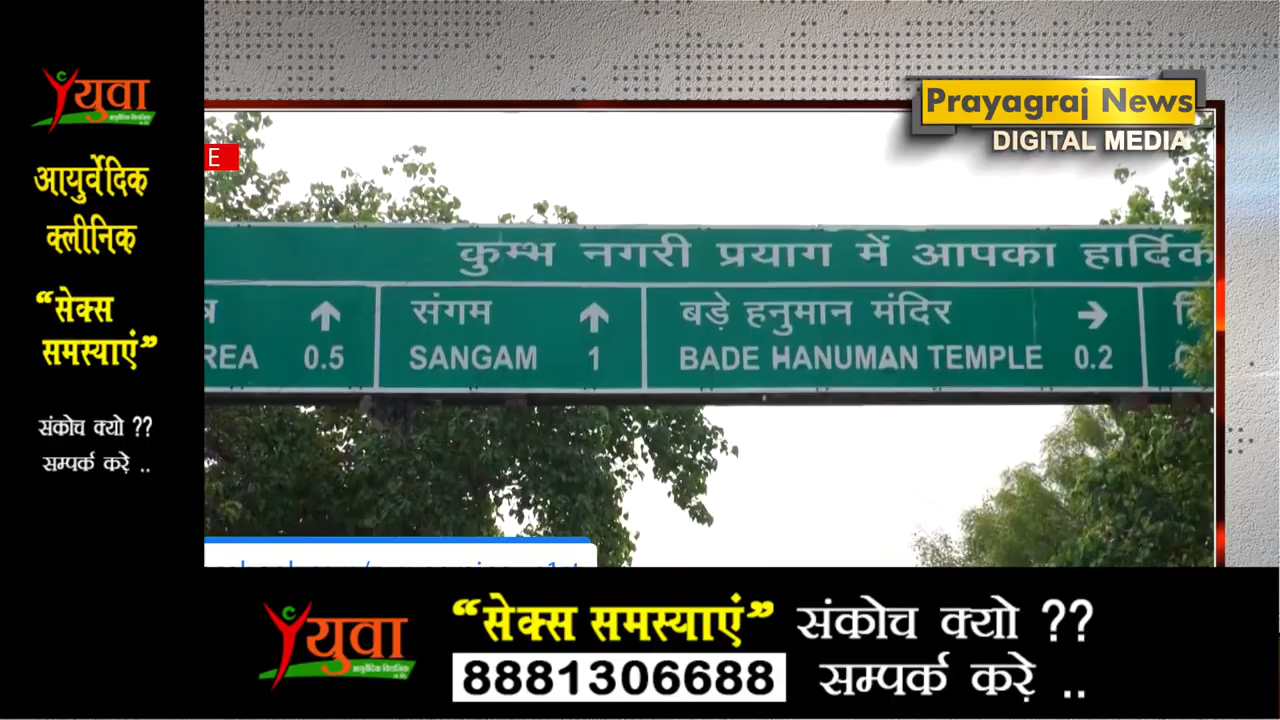 युवा
आयुर्वेदिक
क्लीनिक
“सेक्स
समस्याएं”
संकोच क्यो ??
सम्पर्क करे ..
Prayagraj News
DIGITAL MEDIA
E
कुम्भ नगरी प्रयाग में आपका हार्दिक
संगम
बड़े हनुमान मंदिर
REA 0.5
SANGAM 1
BADE HANUMAN TEMPLE 0.2
युवा
“सेक्स समस्याएं” संकोच क्यो ??
8881306688 सम्पर्क करे ..